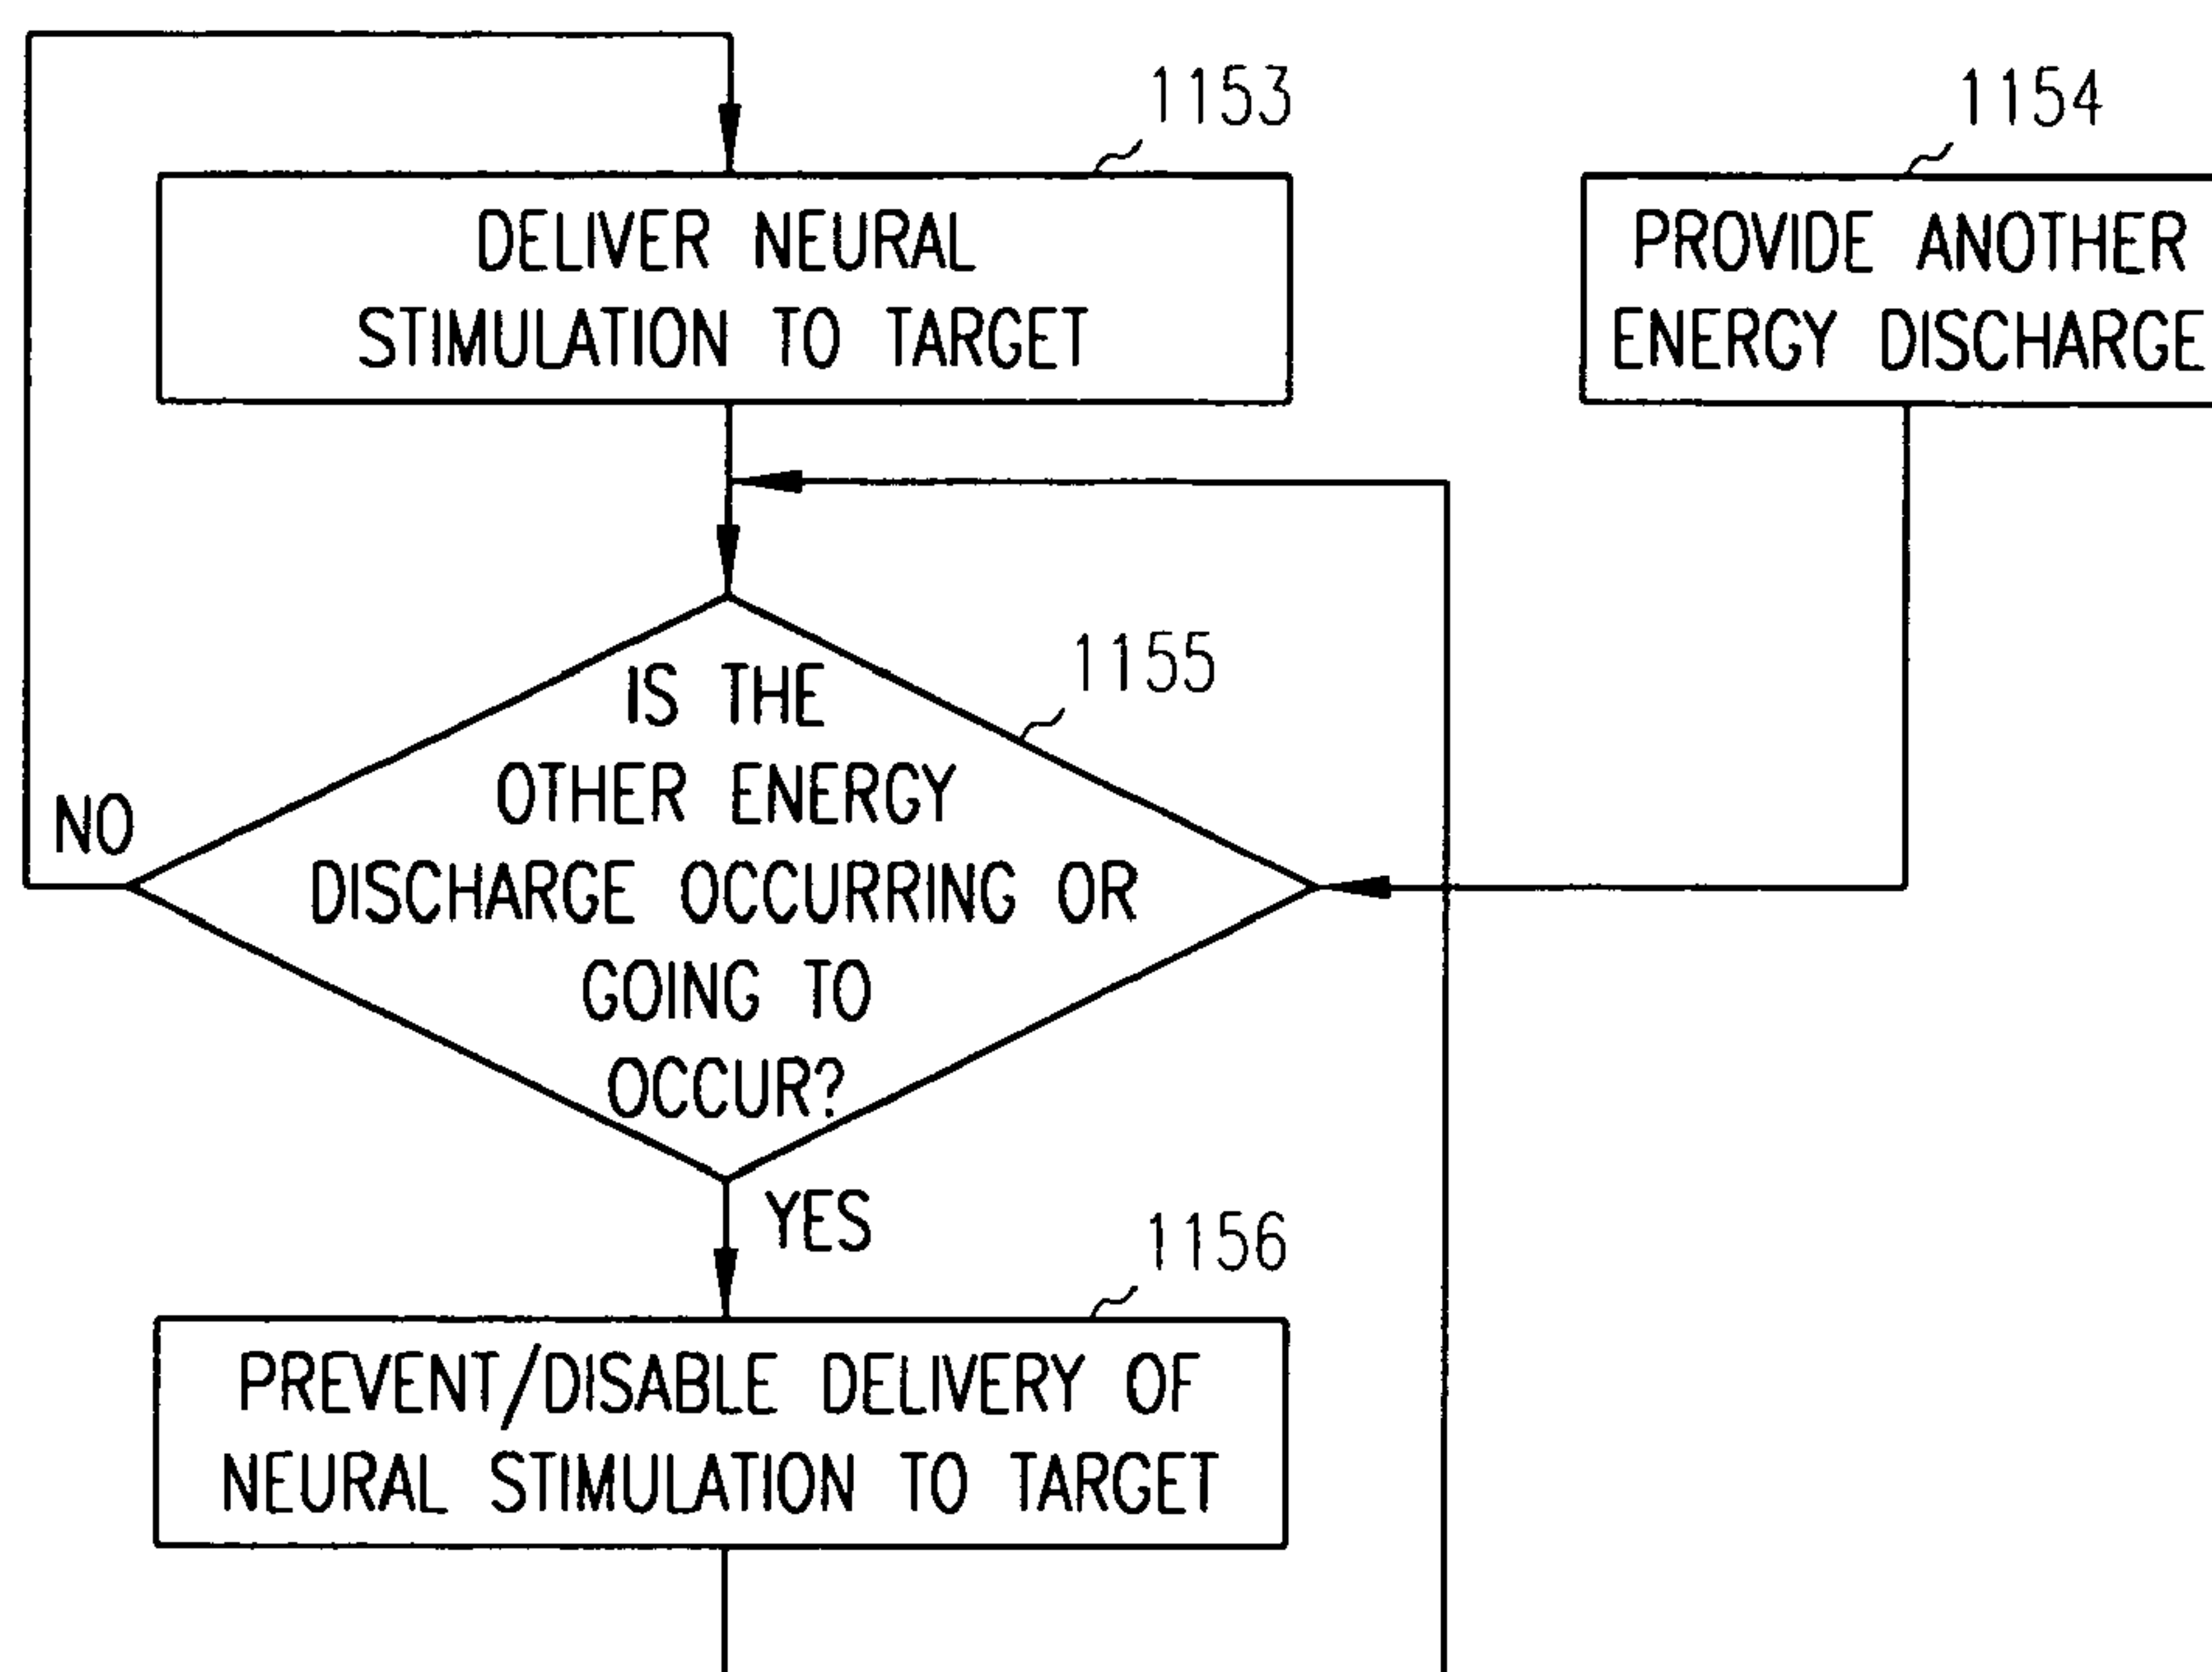 1153
DELIVER NEURAL
STIMULATION TO TARGET
1154
PROVIDE ANOTHER
ENERGY DISCHARGE
1155
IS THE
OTHER ENERGY
DISCHARGE OCCURRING OR
GOING TO
OCCUR?
NO
YES
1156
PREVENT/DISABLE DELIVERY OF
NEURAL STIMULATION TO TARGET